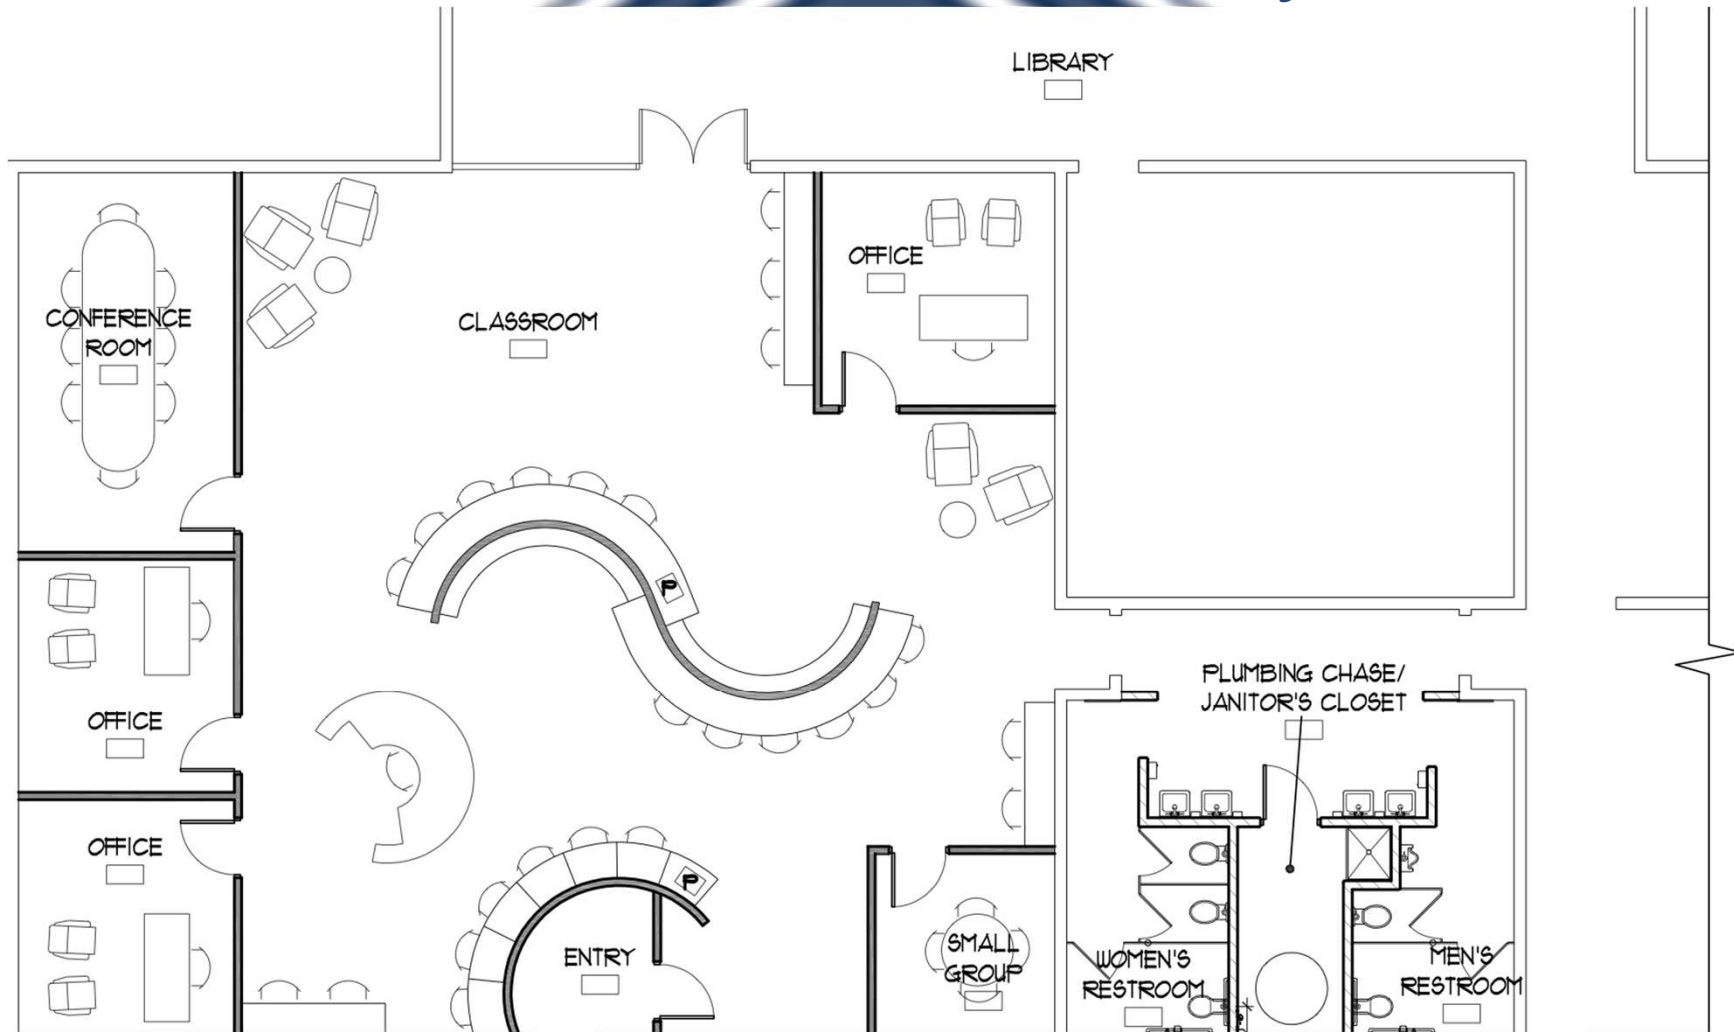 LIBRARY
OFFICE
CONFERENCE
ROOM
CLASSROOM
P
PLUMBING CHASE/
JANITOR'S CLOSET
OFFICE
OFFICE
P
ENTRY
SMALL
GROUP
WOMEN'S
RESTROOM
MEN'S
RESTROOM